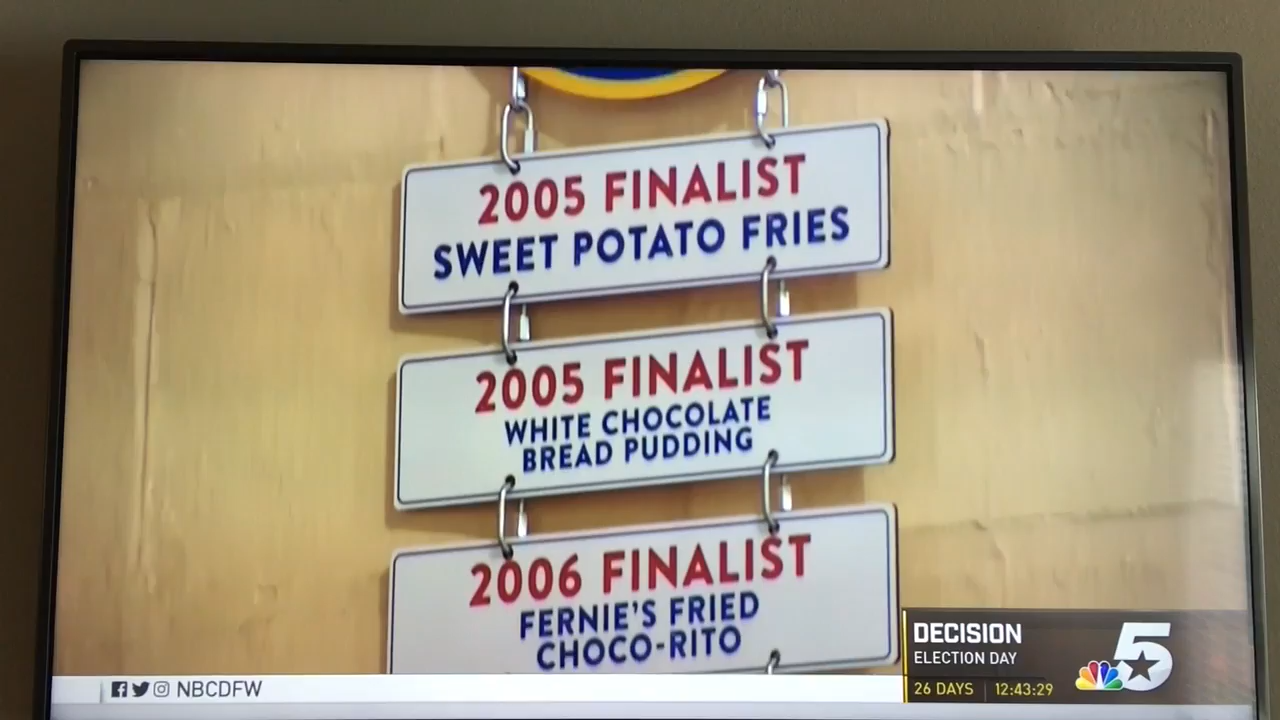 2005 FINALIST
SWEET POTATO FRIES
2005 FINALIST
WHITE CHOCOLATE
BREAD PUDDING
2006 FINALIST
FERNIE'S FRIED
CHOCO-RITO
DECISION
ELECTION DAY
26 DAYS 12:43:29
5
NBCDFW